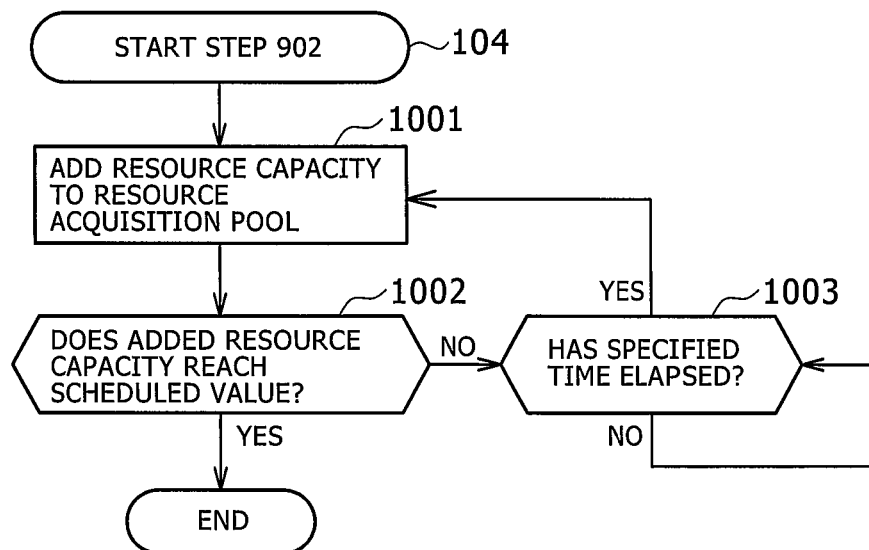 START STEP 902
104
1001
ADD RESOURCE CAPACITY
TO RESOURCE
ACQUISITION POOL
1002
DOES ADDED RESOURCE
CAPACITY REACH
SCHEDULED VALUE?
NO
YES
1003
HAS SPECIFIED
TIME ELAPSED?
NO
YES
END